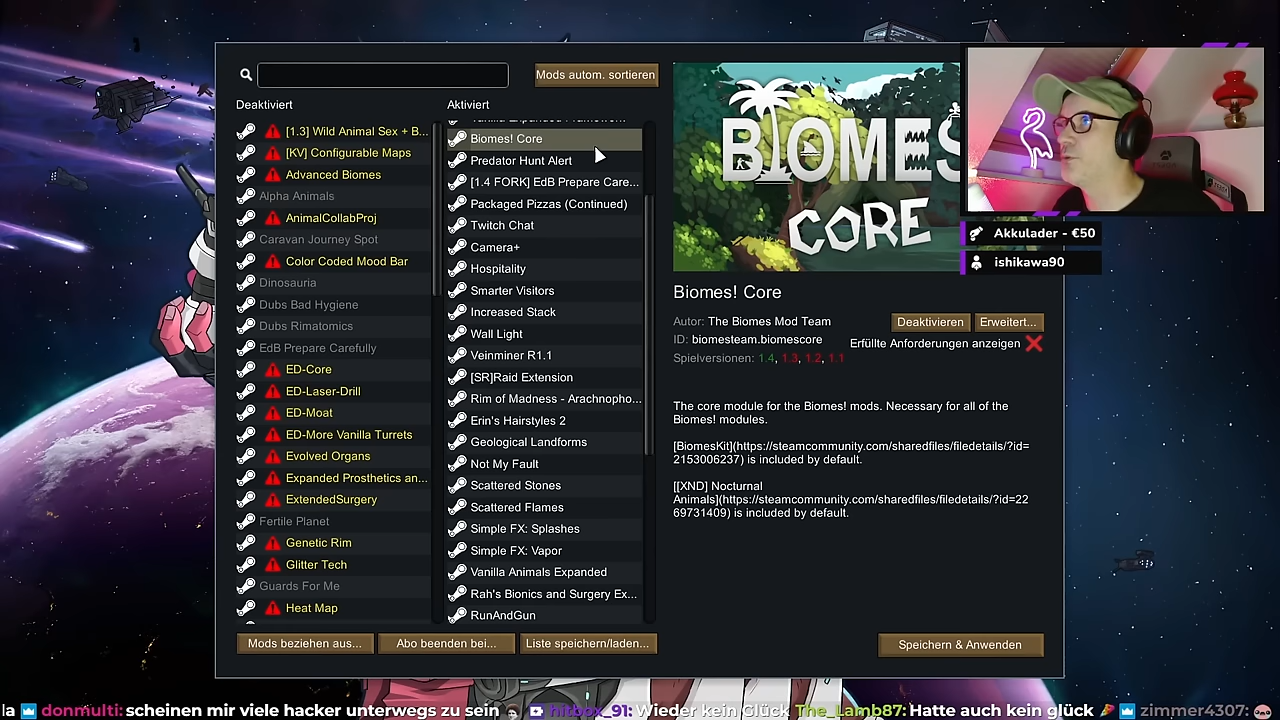 Mods autom. sortieren
Deaktiviert
Aktiviert
[1.3] Wild Animal Sex + B...
[KV] Configurable Maps
Advanced Biomes
Alpha Animals
AnimalCollabProj
Caravan Journey Spot
Color Coded Mood Bar
Dinosauria
Dubs Bad Hygiene
Dubs Rimatomics
EdB Prepare Carefully
ED-Core
ED-Laser-Drill
ED-Moat
ED-More Vanilla Turrets
Evolved Organs
Expanded Prosthetics an...
ExtendedSurgery
Fertile Planet
Genetic Rim
Glitter Tech
Guards For Me
Heat Map
Biomes! Core
Predator Hunt Alert
[1.4 FORK] EdB Prepare Care...
Packaged Pizzas (Continued)
Twitch Chat
Camera+
Hospitality
Smarter Visitors
Increased Stack
Wall Light
Veinminer R1.1
[SR]Raid Extension
Rim of Madness - Arachnopho...
Erin's Hairstyles 2
Geological Landforms
Not My Fault
Scattered Stones
Scattered Flames
Simple FX: Splashes
Simple FX: Vapor
Vanilla Animals Expanded
Rah's Bionics and Surgery Ex...
RunAndGun
Mods beziehen aus...
Abo beenden bei...
Liste speichern/laden...
BIOMES
CORE
Akkulader - €50
ishikawa90
Biomes! Core
Autor: The Biomes Mod Team
ID: biomesteam.biomescore
Spielversionen: 1.4, 1.3, 1.2, 1.1
Deaktivieren
Erweitert...
Erfüllte Anforderungen anzeigen
The core module for the Biomes! mods. Necessary for all of the
Biomes! modules.
[BiomesKit](https://steamcommunity.com/sharedfiles/filedetails/?id=
2153006237) is included by default.
[[XND] Nocturnal
Animals](https://steamcommunity.com/sharedfiles/filedetails/?id=22
69731409) is included by default.
Speichern & Anwenden
la donmulti: scheinen mir viele hacker unterwegs zu sein hitbox_91: Wieder kein Glück The_Lamb87: Hatte auch kein glück zimmer4307: